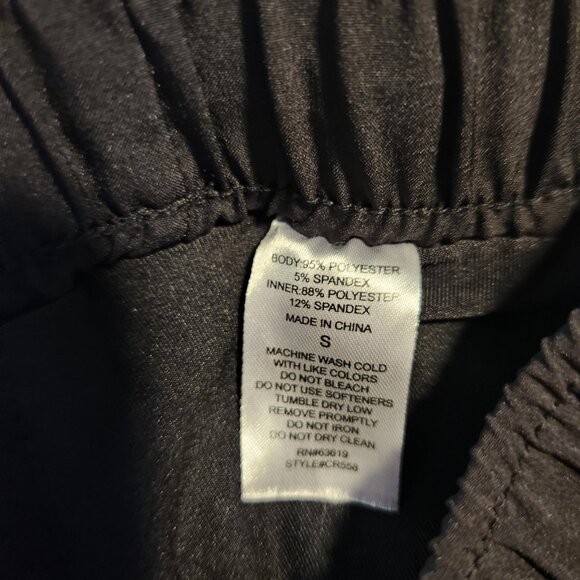 BODY:95% POLYESTER
5% SPANDEX
INNER:88% POLYESTER
12% SPANDEX
MADE IN CHINA
S
MACHINE WASH COLD
WITH LIKE COLORS
DO NOT BLEACH
DO NOT USE SOFTENERS
TUMBLE DRY LOW
REMOVE PROMPTLY
DO NOT IRON
DO NOT DRY CLEAN
RN#63619
STYLE#CR558